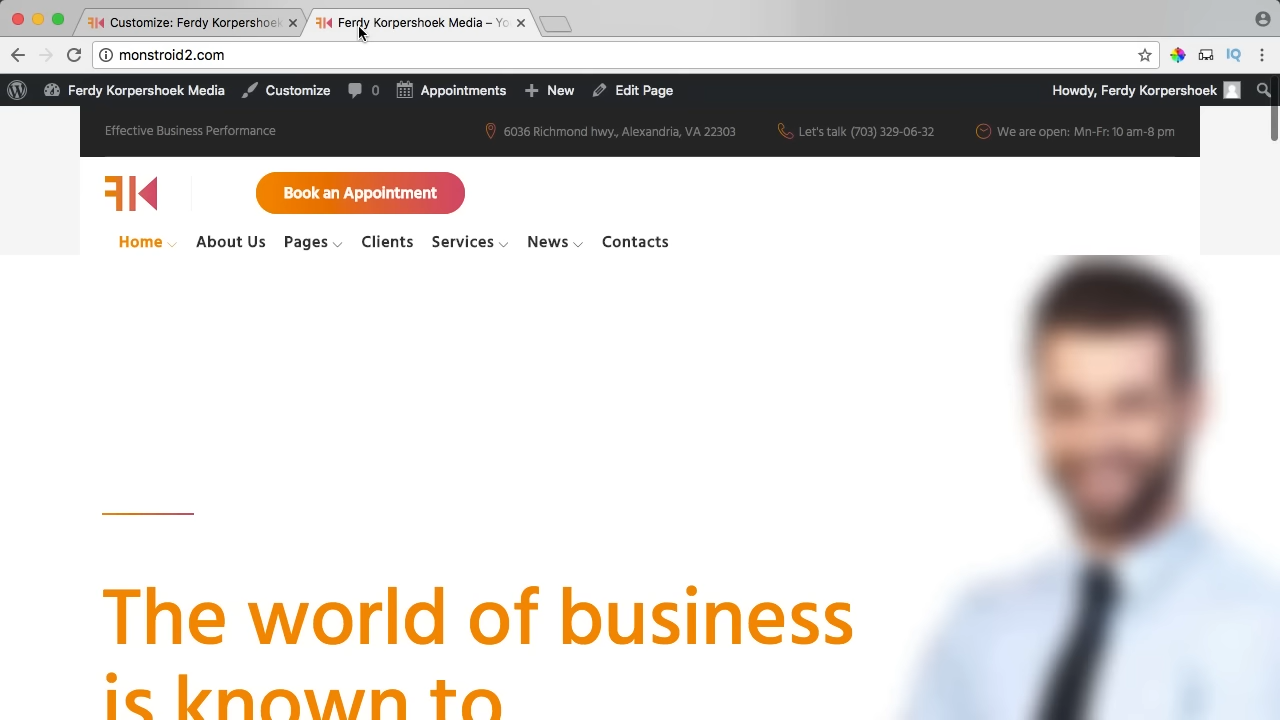 Customize: Ferdy Korpershoek
Ferdy Korpershoek Media – Yo
monstroid2.com
IQ
Ferdy Korpershoek Media
Customize
0
Appointments
New
Edit Page
Howdy, Ferdy Korpershoek
Effective Business Performance
6036 Richmond hwy., Alexandria, VA 22303
Let's talk (703) 329-06-32
We are open: Mn-Fr: 10 am-8 pm
FK
Book an Appointment
Home
About Us
Pages
Clients
Services
News
Contacts
The world of business
is known to